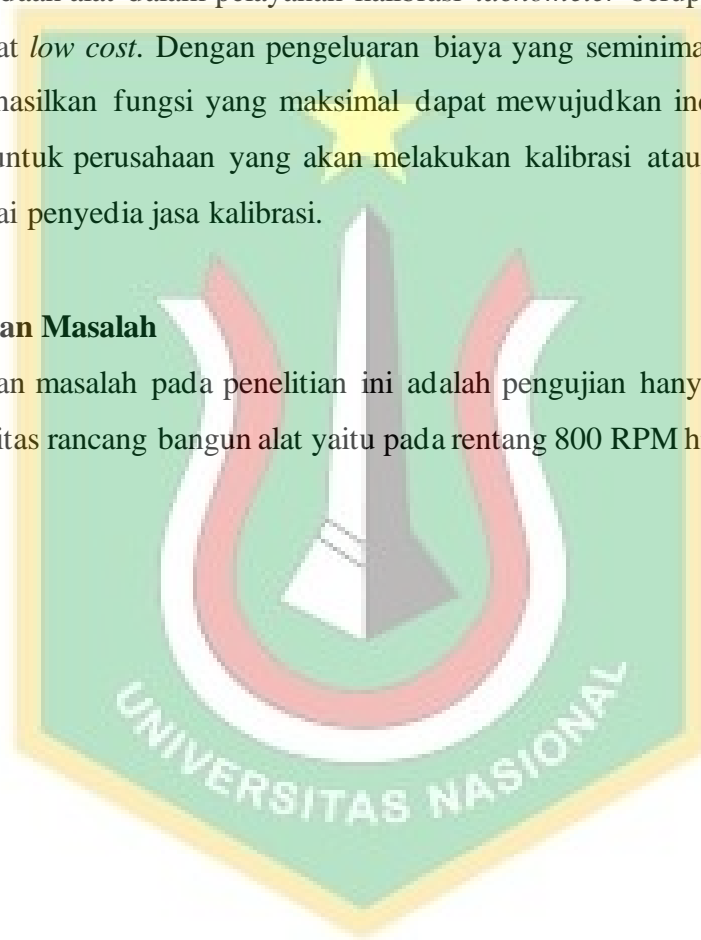 daan alat dalam pelayanan kalibrasi tachometer berup
at low cost. Dengan pengeluaran biaya yang seminima
hasilkan fungsi yang maksimal dapat mewujudkan in
untuk perusahaan yang akan melakukan kalibrasi atau
ai penyedia jasa kalibrasi.
an Masalah
an masalah pada penelitian ini adalah pengujian hany
itas rancang bangun alat yaitu pada rentang 800 RPM h
UNIVERSITAS NASIONAL